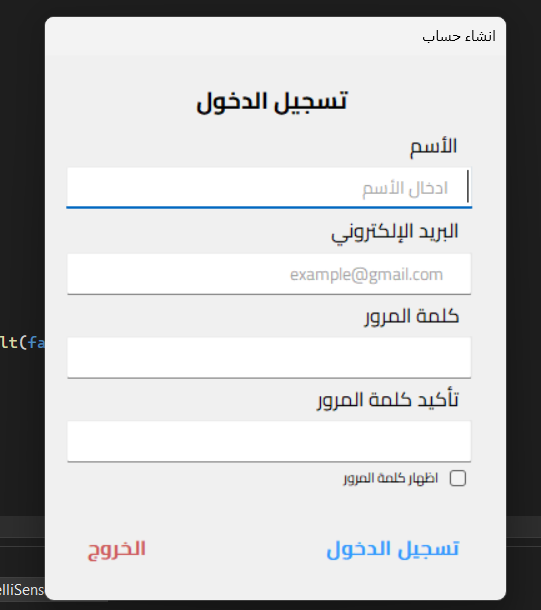 انشاء حساب
تسجيل الدخول
الأسم
ادخال الأسم
البريد الإلكتروني
example@gmail.com
كلمة المرور
تأكيد كلمة المرور
اظهار كلمة المرور
lt(fa
تسجيل الدخول الخروج
elliSens